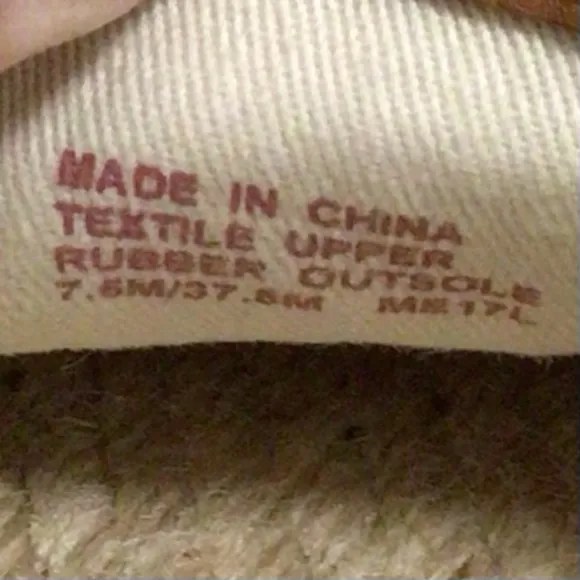 MADE IN CHINA
TEXTILE UPPER
RUBBER OUTSOLE
7.5M/37.5M ME17L